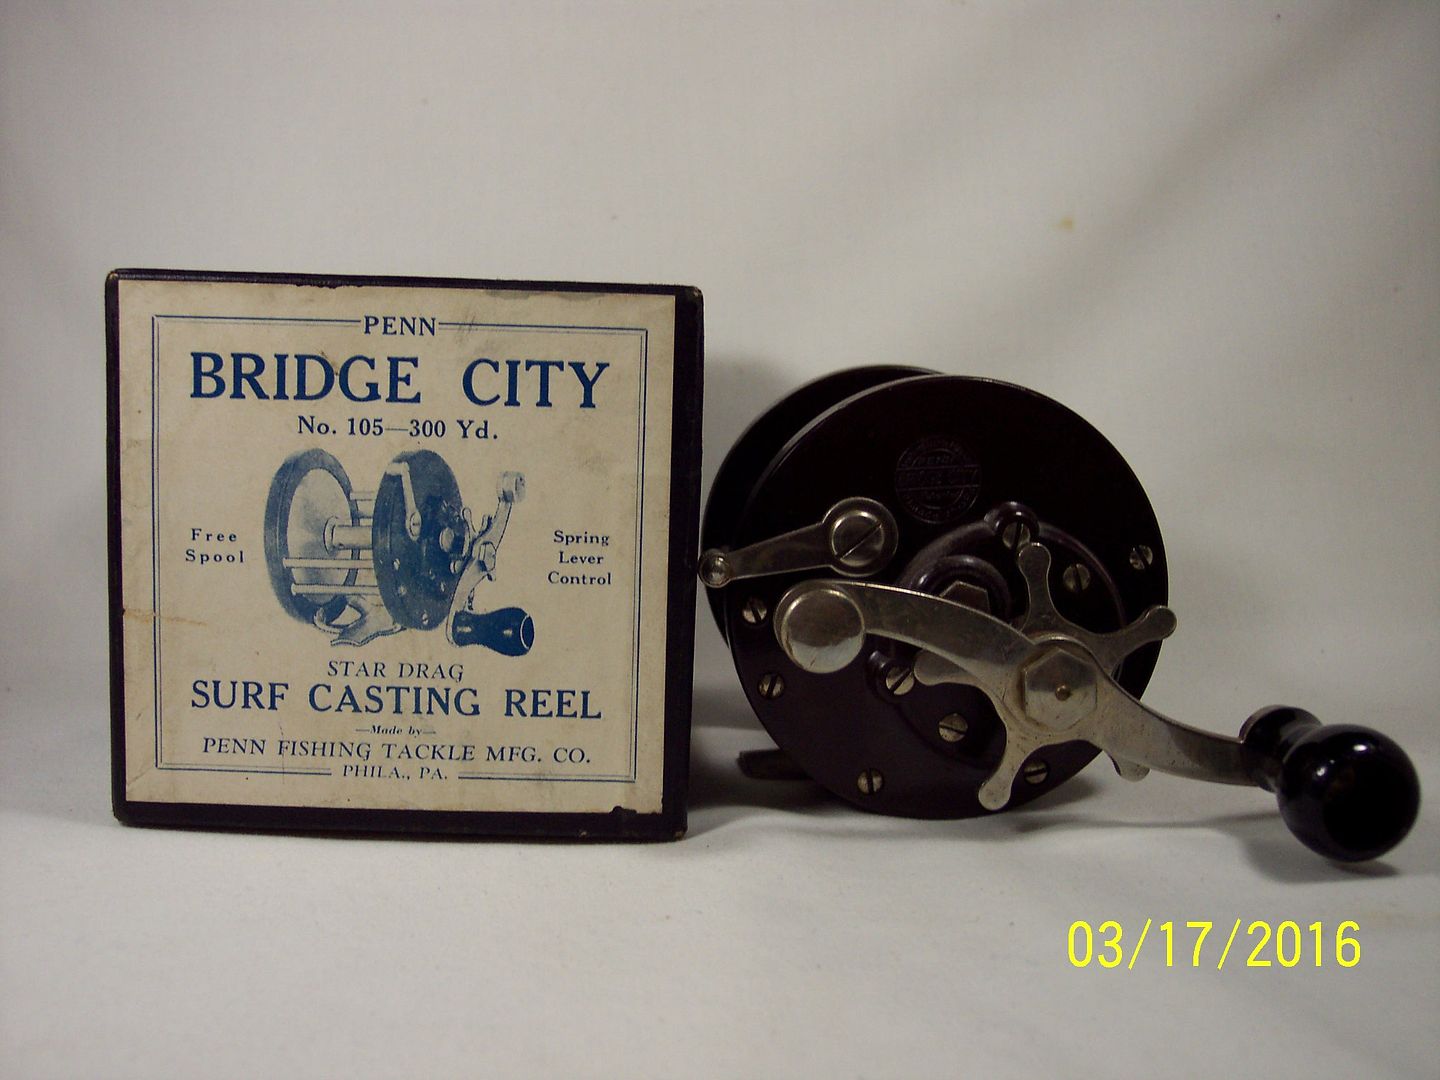 PENN
BRIDGE CITY
No. 105—300 Yd.
Free
Spool
Spring
Lever
Control
STAR DRAG
SURF CASTING REEL
—Made by—
PENN FISHING TACKLE MFG. CO.
PHILA., PA.
03/17/2016